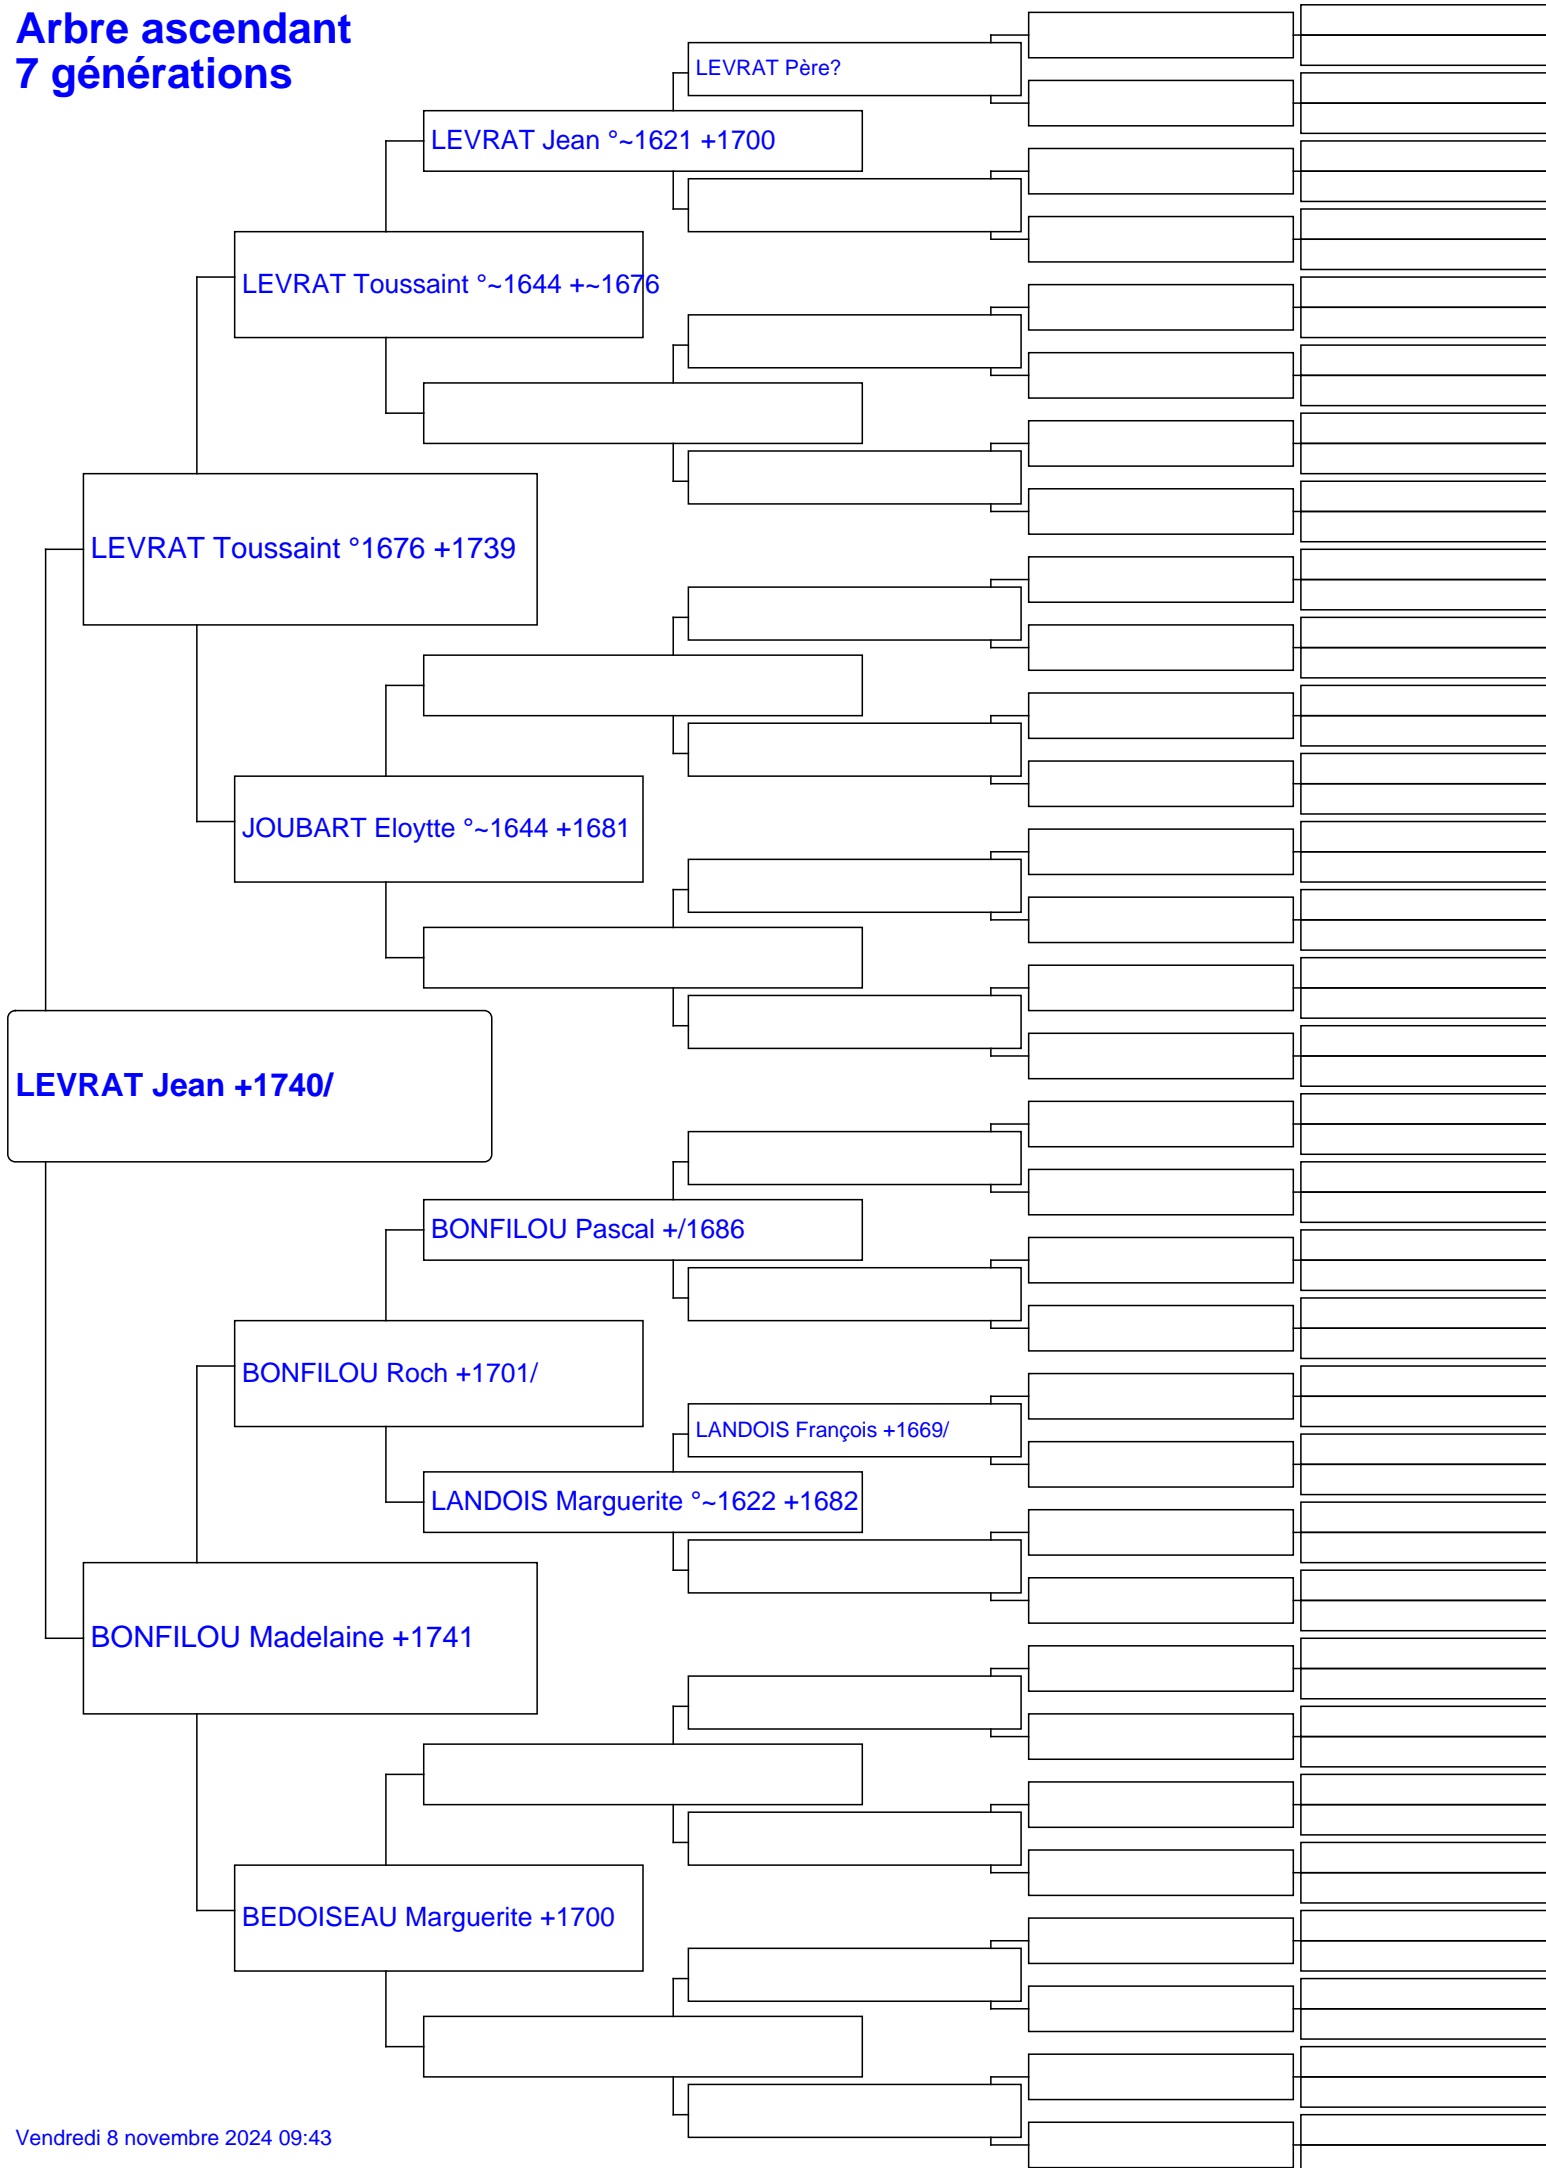 Arbre ascendant
7 générations
LEVRAT Père?
LEVRAT Jean °~1621 +1700
LEVRAT Toussaint °~1644 +~1676
LEVRAT Toussaint °1676 +1739
JOUBART Eloytte °~1644 +1681
LEVRAT Jean +1740/
BONFILOU Pascal +/1686
BONFILOU Roch +1701/
LANDOIS François +1669/
LANDOIS Marguerite °~1622 +1682
BONFILOU Madelaine +1741
BEDOISEAU Marguerite +1700
Vendredi 8 novembre 2024 09:43